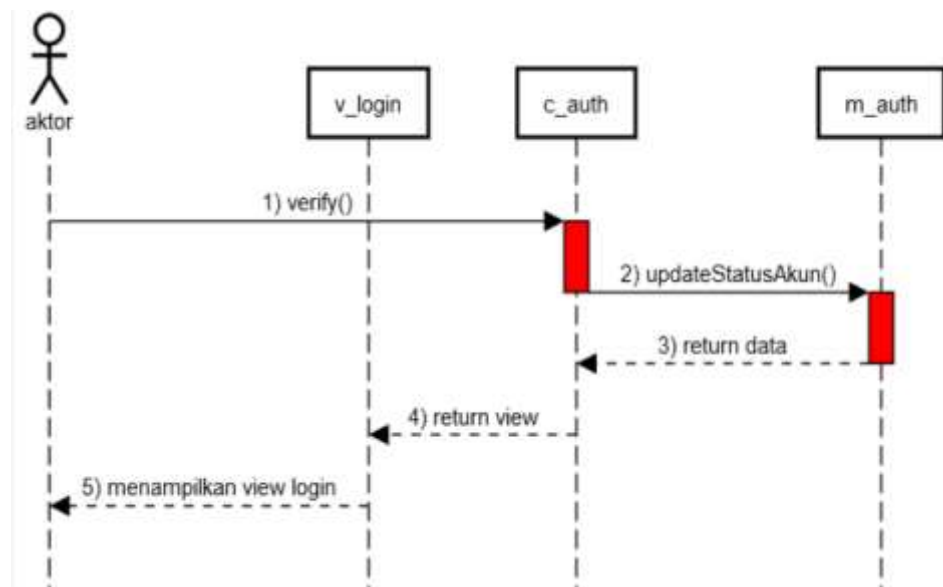 aktor
v_login
c_auth
m_auth
1) verify()
2) updateStatusAkun()
3) return data
4) return view
5) menampilkan view login